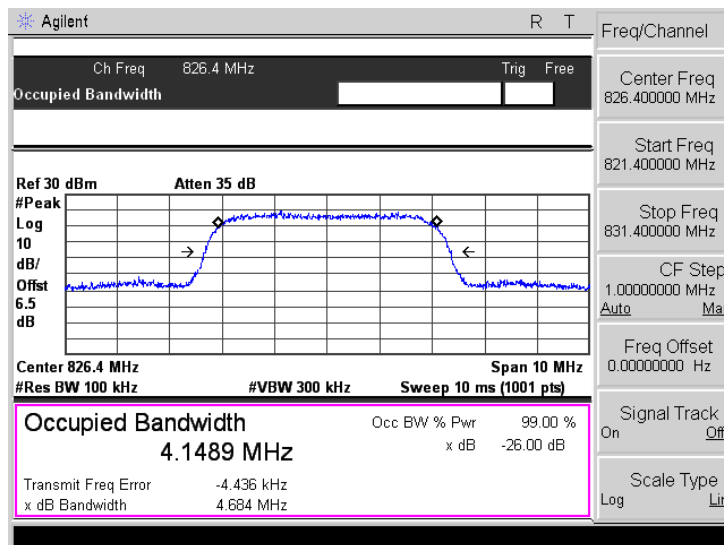 Agilent R T
Ch Freq 826.4 MHz Trig Free
Occupied Bandwidth
Ref 30 dBm Atten 35 dB
#Peak
Log
10
dB/
Offst
6.5
dB
Center 826.4 MHz Span 10 MHz
#Res BW 100 kHz #VBW 300 kHz Sweep 10 ms (1001 pts)
Occupied Bandwidth
4.1489 MHz
Occ BW % Pwr 99.00 %
x dB -26.00 dB
Transmit Freq Error -4.436 kHz
x dB Bandwidth 4.684 MHz
Freq/Channel
Center Freq
826.400000 MHz
Start Freq
821.400000 MHz
Stop Freq
831.400000 MHz
CF Step
1.00000000 MHz
Auto Ma
Freq Offset
0.00000000 Hz
Signal Track
On Off
Scale Type
Log Lin